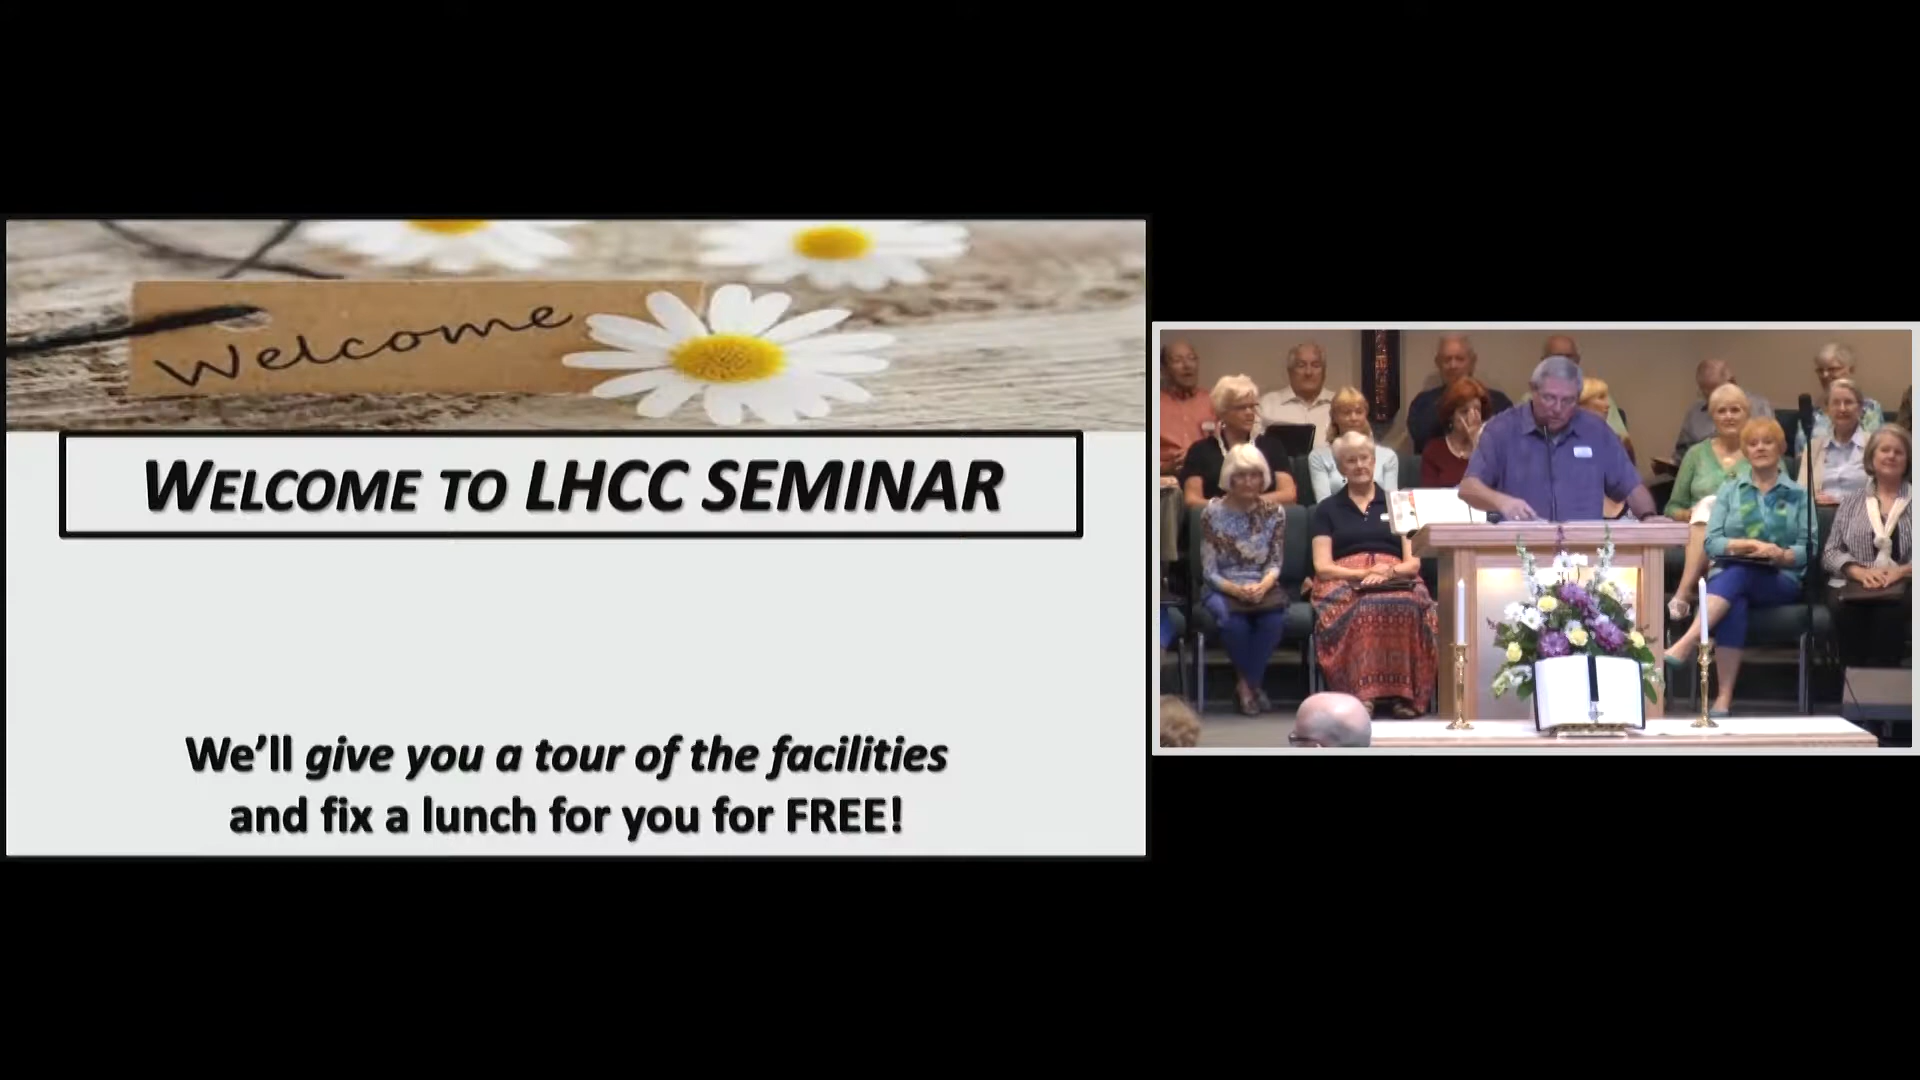 Welcome
WELCOME TO LHCC SEMINAR
We’ll give you a tour of the facilities
and fix a lunch for you for FREE!